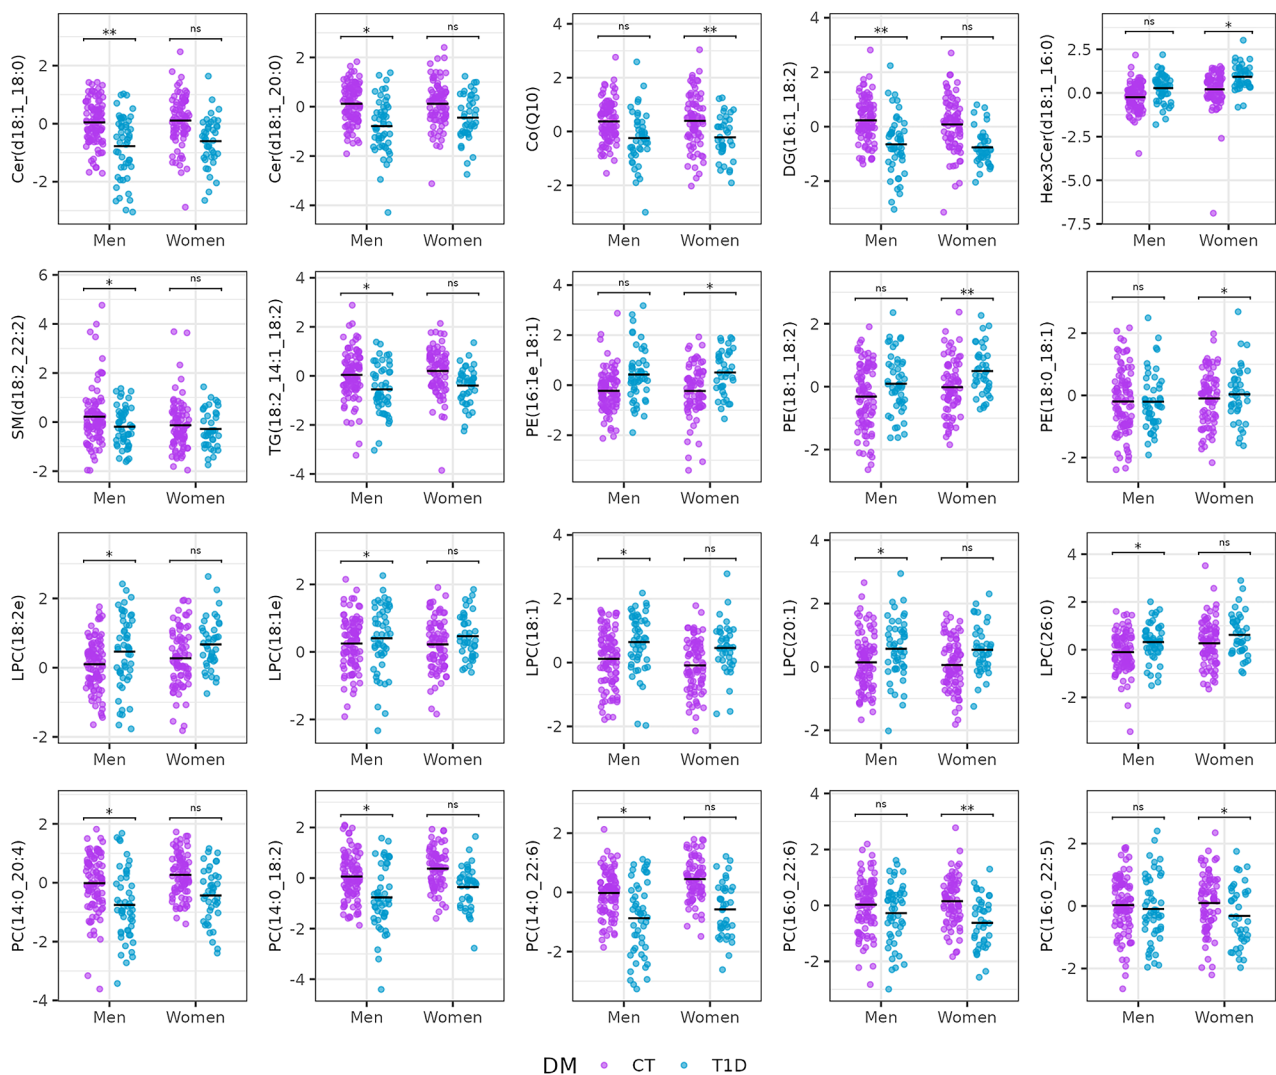 Cer(d18:1_18:0)
** ns
2
0
-2
Men Women
Cer(d18:1_20:0)
* ns
2
0
-2
-4
Men Women
Co(Q10)
ns **
4
2
0
-2
Men Women
DG(16:1_18:2)
** ns
4
2
0
-2
Men Women
Hex3Cer(d18:1_16:0)
ns *
2.5
0.0
-2.5
-5.0
-7.5
Men Women
SM(d18:2_22:2)
* ns
6
4
2
0
-2
Men Women
TG(18:2_14:1_18:2)
* ns
4
2
0
-2
-4
Men Women
PE(16:1e_18:1)
ns *
4
2
0
-2
Men Women
PE(18:1_18:2)
ns **
2
0
-2
Men Women
PE(18:0_18:1)
ns *
2
0
-2
Men Women
LPC(18:2e)
* ns
2
0
-2
Men Women
LPC(18:1e)
* ns
2
0
-2
Men Women
LPC(18:1)
* ns
4
2
0
-2
Men Women
LPC(20:1)
* ns
4
2
0
-2
Men Women
LPC(26:0)
* ns
4
2
0
-2
Men Women
PC(14:0_20:4)
* ns
2
0
-2
-4
Men Women
PC(14:0_18:2)
* ns
2
0
-2
-4
Men Women
PC(14:0_22:6)
* ns
2
0
-2
Men Women
PC(16:0_22:6)
ns **
4
2
0
-2
Men Women
PC(16:0_22:5)
ns *
2
0
-2
Men Women
DM CT T1D